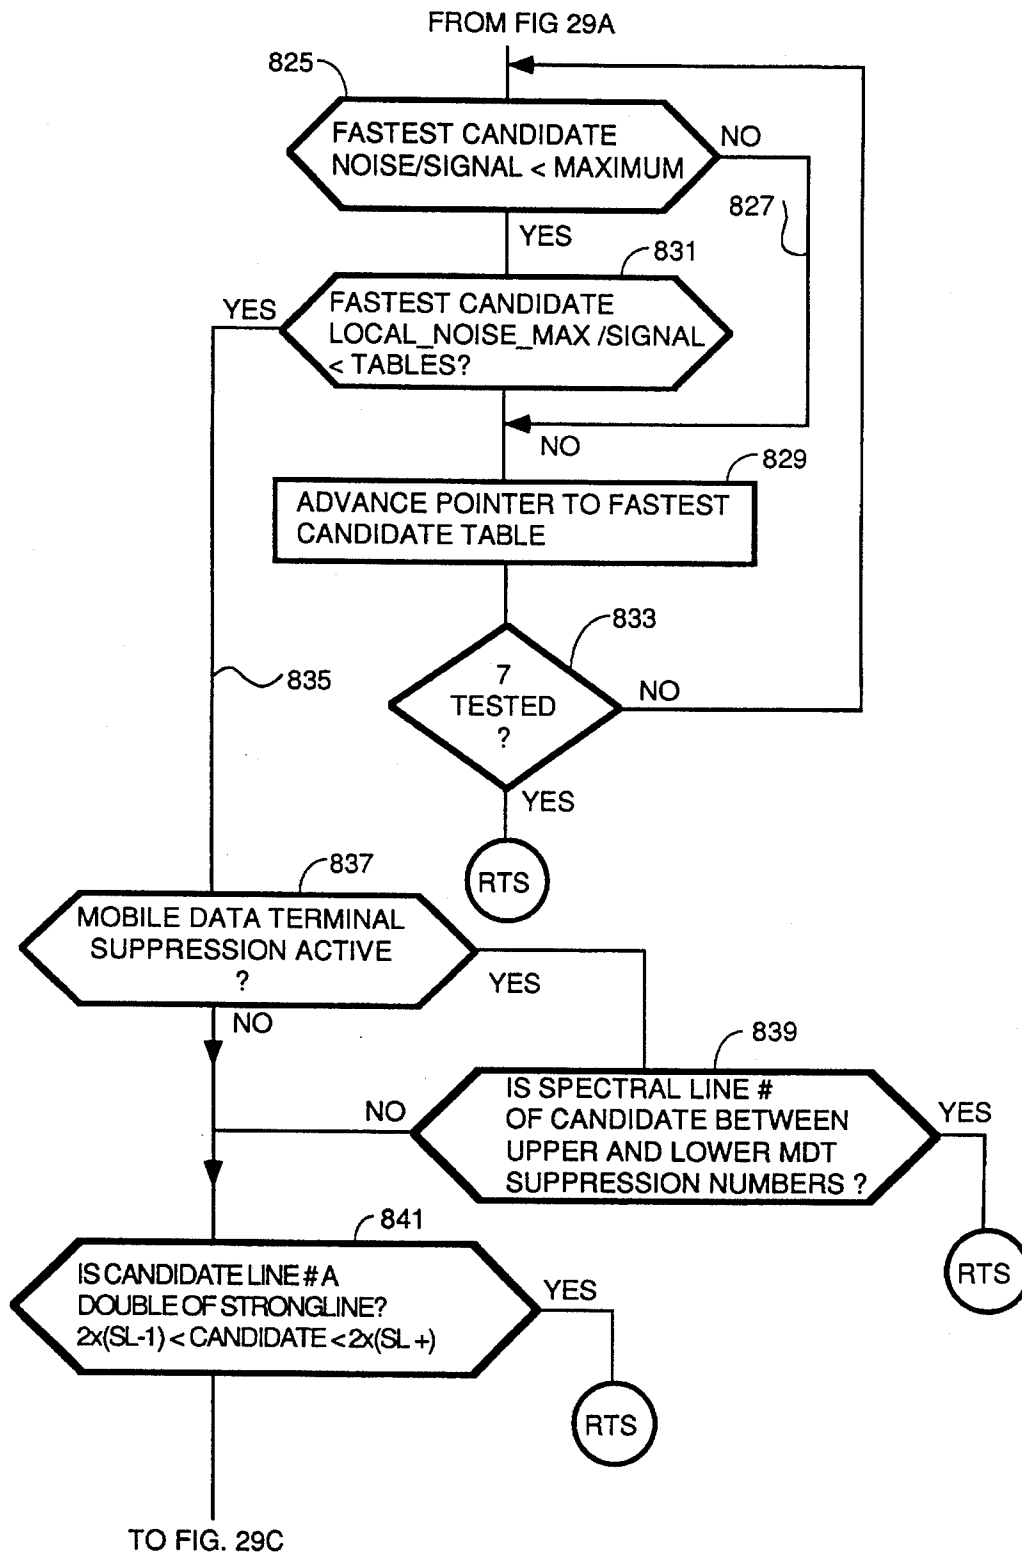 FROM FIG 29A
825
FASTEST CANDIDATE
NOISE/SIGNAL < MAXIMUM
NO
827
YES
831
YES
FASTEST CANDIDATE
LOCAL_NOISE_MAX /SIGNAL
< TABLES?
NO
829
ADVANCE POINTER TO FASTEST
CANDIDATE TABLE
833
7
TESTED
?
NO
835
YES
RTS
837
MOBILE DATA TERMINAL
SUPPRESSION ACTIVE
?
YES
NO
839
IS SPECTRAL LINE #
OF CANDIDATE BETWEEN
UPPER AND LOWER MDT
SUPPRESSION NUMBERS ?
NO
YES
RTS
841
IS CANDIDATE LINE # A
DOUBLE OF STRONGLINE?
2x(SL-1) < CANDIDATE < 2x(SL +)
YES
RTS
TO FIG. 29C